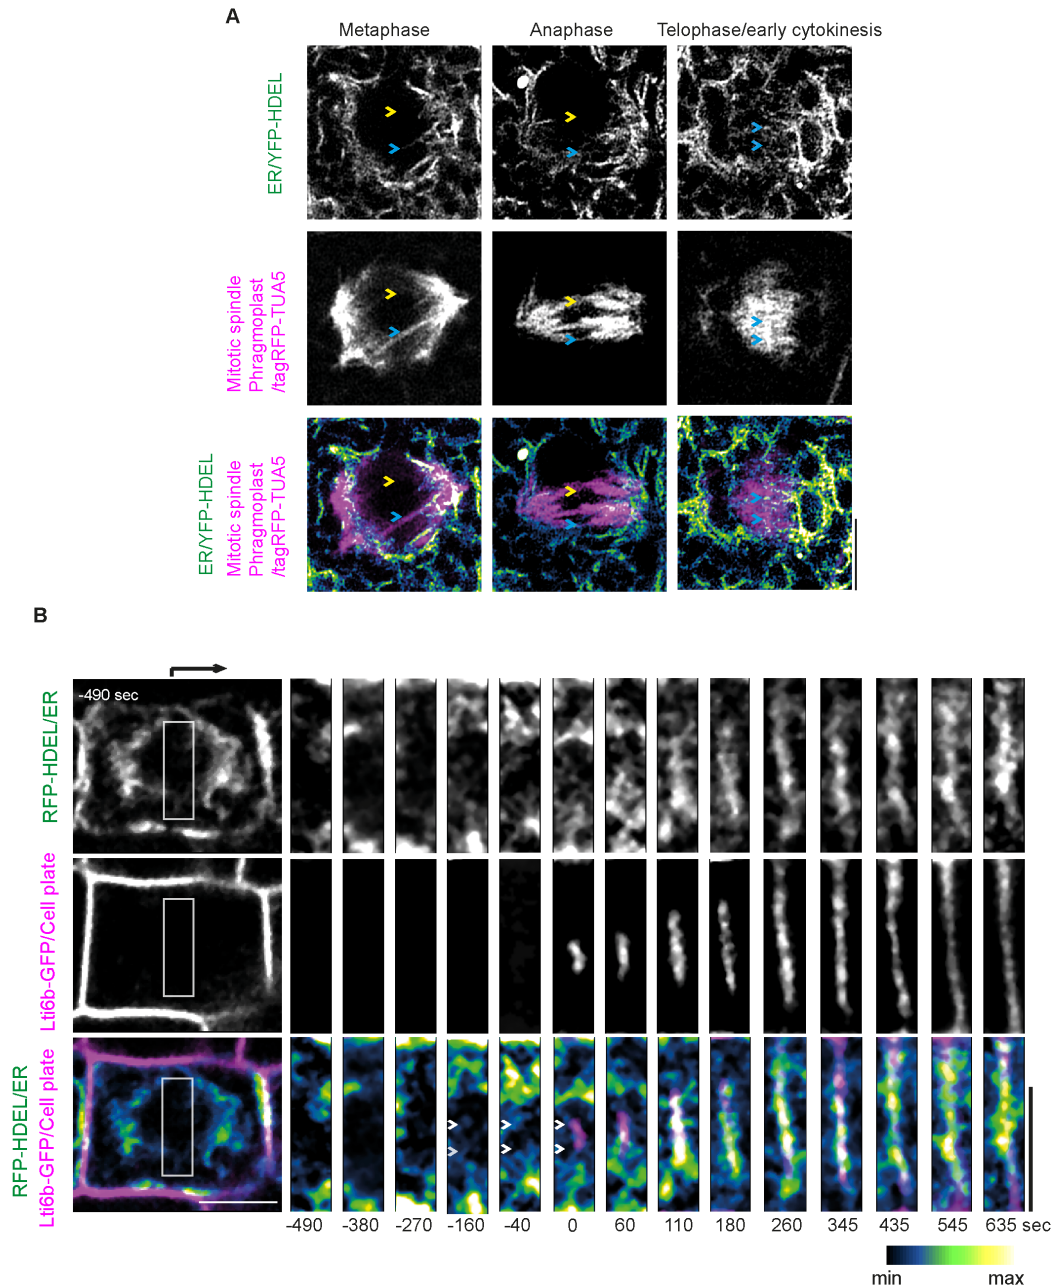 A
Metaphase
Anaphase
Telophase/early cytokinesis
ER/YFP-HDEL
Mitotic spindle
Phragmoplast
/tagRFP-TUA5
ER/YFP-HDEL
Mitotic spindle
Phragmoplast
/tagRFP-TUA5
B
-490 sec
RFP-HDEL/ER
Lti6b-GFP/Cell plate
RFP-HDEL/ER
Lti6b-GFP/Cell plate
-490 -380 -270 -160 -40 0 60 110 180 260 345 435 545 635 sec
min max